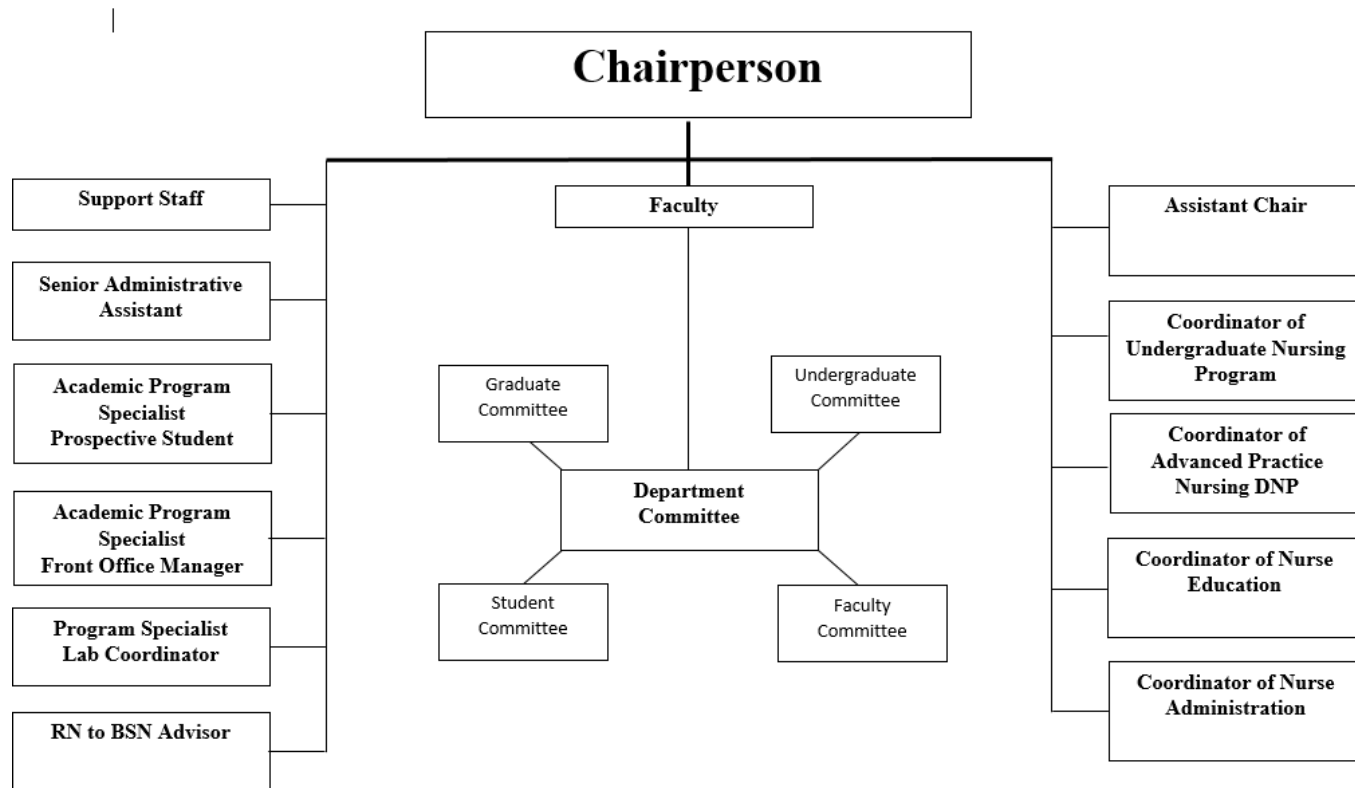 Chairperson
Support Staff
Senior Administrative
Assistant
Academic Program
Specialist
Prospective Student
Academic Program
Specialist
Front Office Manager
Program Specialist
Lab Coordinator
RN to BSN Advisor
Faculty
Graduate
Committee
Undergraduate
Committee
Department
Committee
Student
Committee
Faculty
Committee
Assistant Chair
Coordinator of
Undergraduate Nursing
Program
Coordinator of
Advanced Practice
Nursing DNP
Coordinator of Nurse
Education
Coordinator of Nurse
Administration